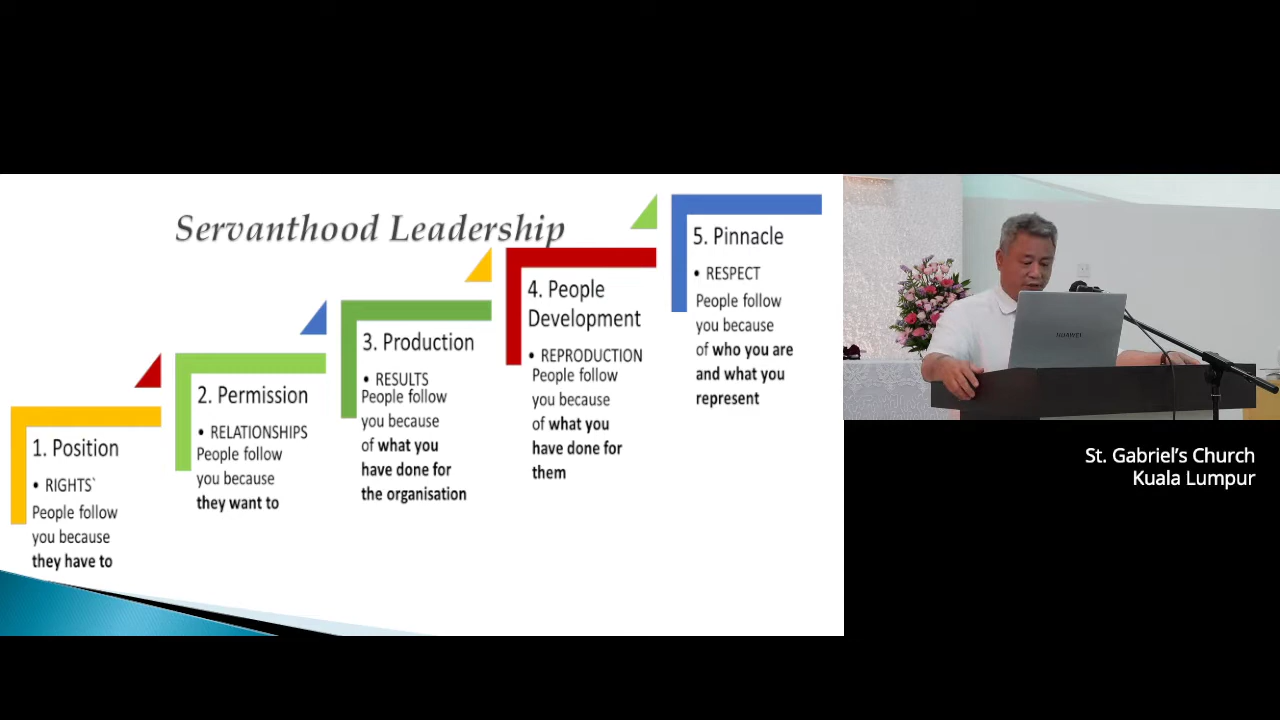 Servanthood Leadership
1. Position
• RIGHTS`
People follow
you because
they have to
2. Permission
• RELATIONSHIPS
People follow
you because
they want to
3. Production
• RESULTS
People follow
you because
of what you
have done for
the organisation
4. People
Development
• REPRODUCTION
People follow
you because
of what you
have done for
them
5. Pinnacle
• RESPECT
People follow
you because
of who you are
and what you
represent
HUAWEI
St. Gabriel's Church
Kuala Lumpur